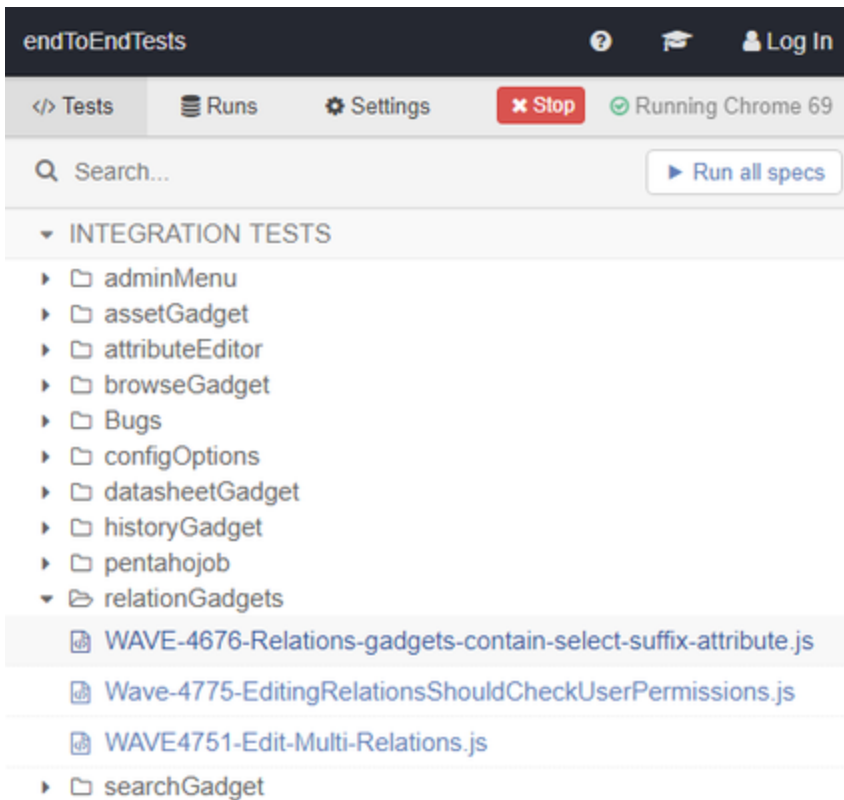 endToEndTests Log In
Tests Runs Settings Stop Running Chrome 69
Search... Run all specs
INTEGRATION TESTS
adminMenu
assetGadget
attributeEditor
browseGadget
Bugs
configOptions
datasheetGadget
historyGadget
pentahojob
relationGadgets
WAVE-4676-Relations-gadgets-contain-select-suffix-attribute.js
Wave-4775-EditingRelationsShouldCheckUserPermissions.js
WAVE4751-Edit-Multi-Relations.js
searchGadget